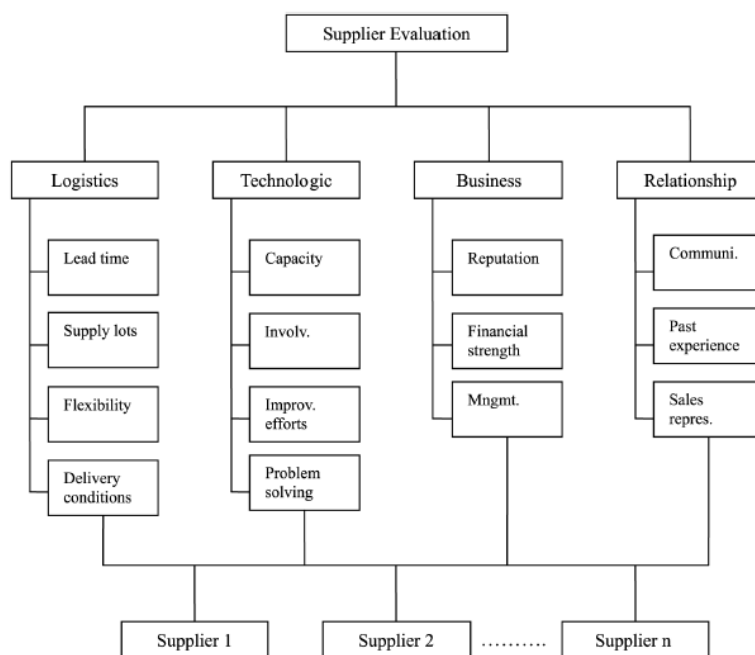 Supplier Evaluation
Logistics
Technologic
Business
Relationship
Lead time
Supply lots
Flexibility
Delivery
conditions
Capacity
Involv.
Improv.
efforts
Problem
solving
Reputation
Financial
strength
Mngmt.
Communi.
Past
experience
Sales
repres.
Supplier 1
Supplier 2
..........
Supplier n